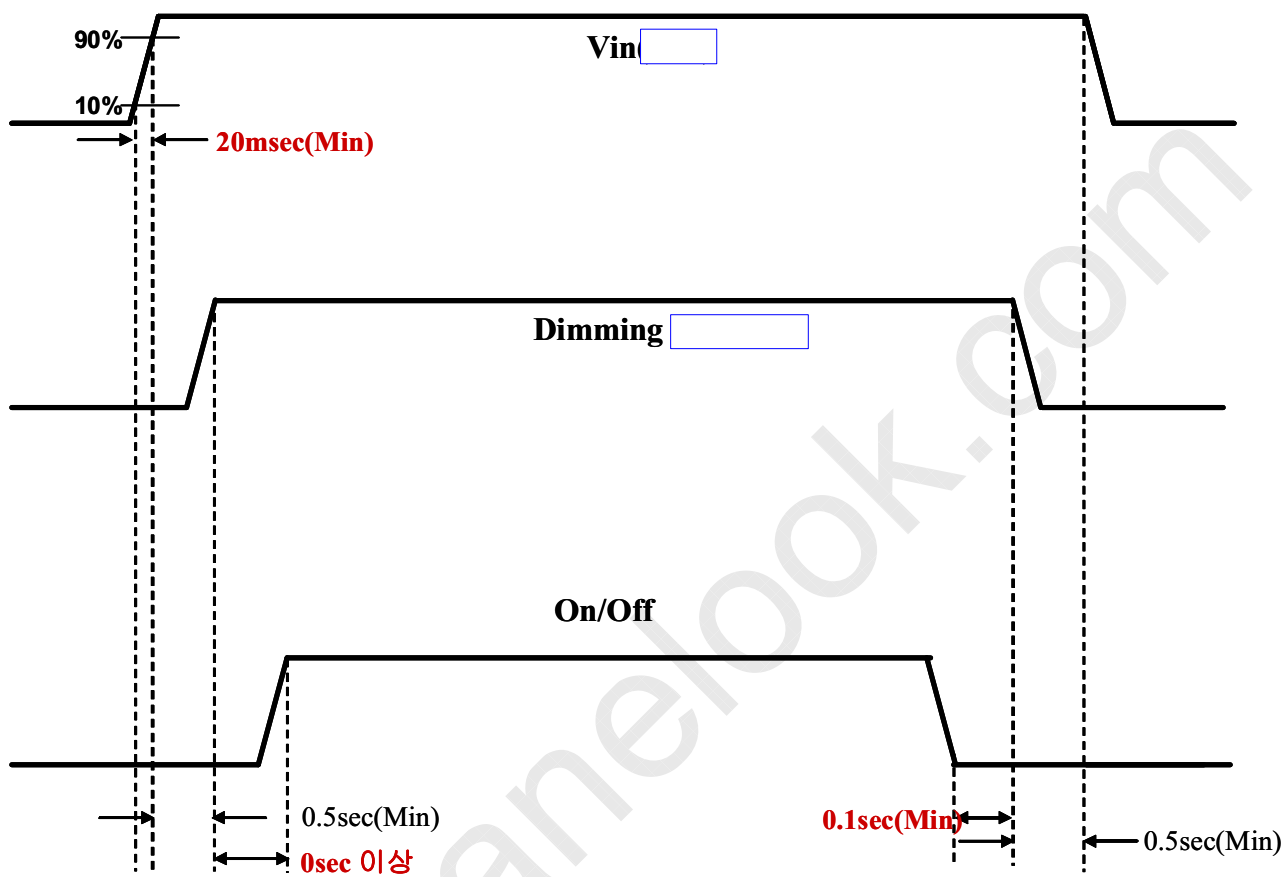 90%
Vin(
10%
20msec(Min)
Dimming
On/Off
0.5sec(Min)
0.1sec(Min)
0.5sec(Min)
0sec 이상
anelook.com